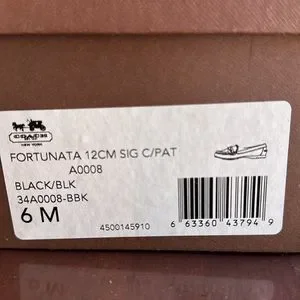 COACH
NEW YORK
FORTUNATA 12CM SIG C/PAT
A0008
BLACK/BLK
34A0008-BBK
6 M
4500145910
6 63360 43794 9